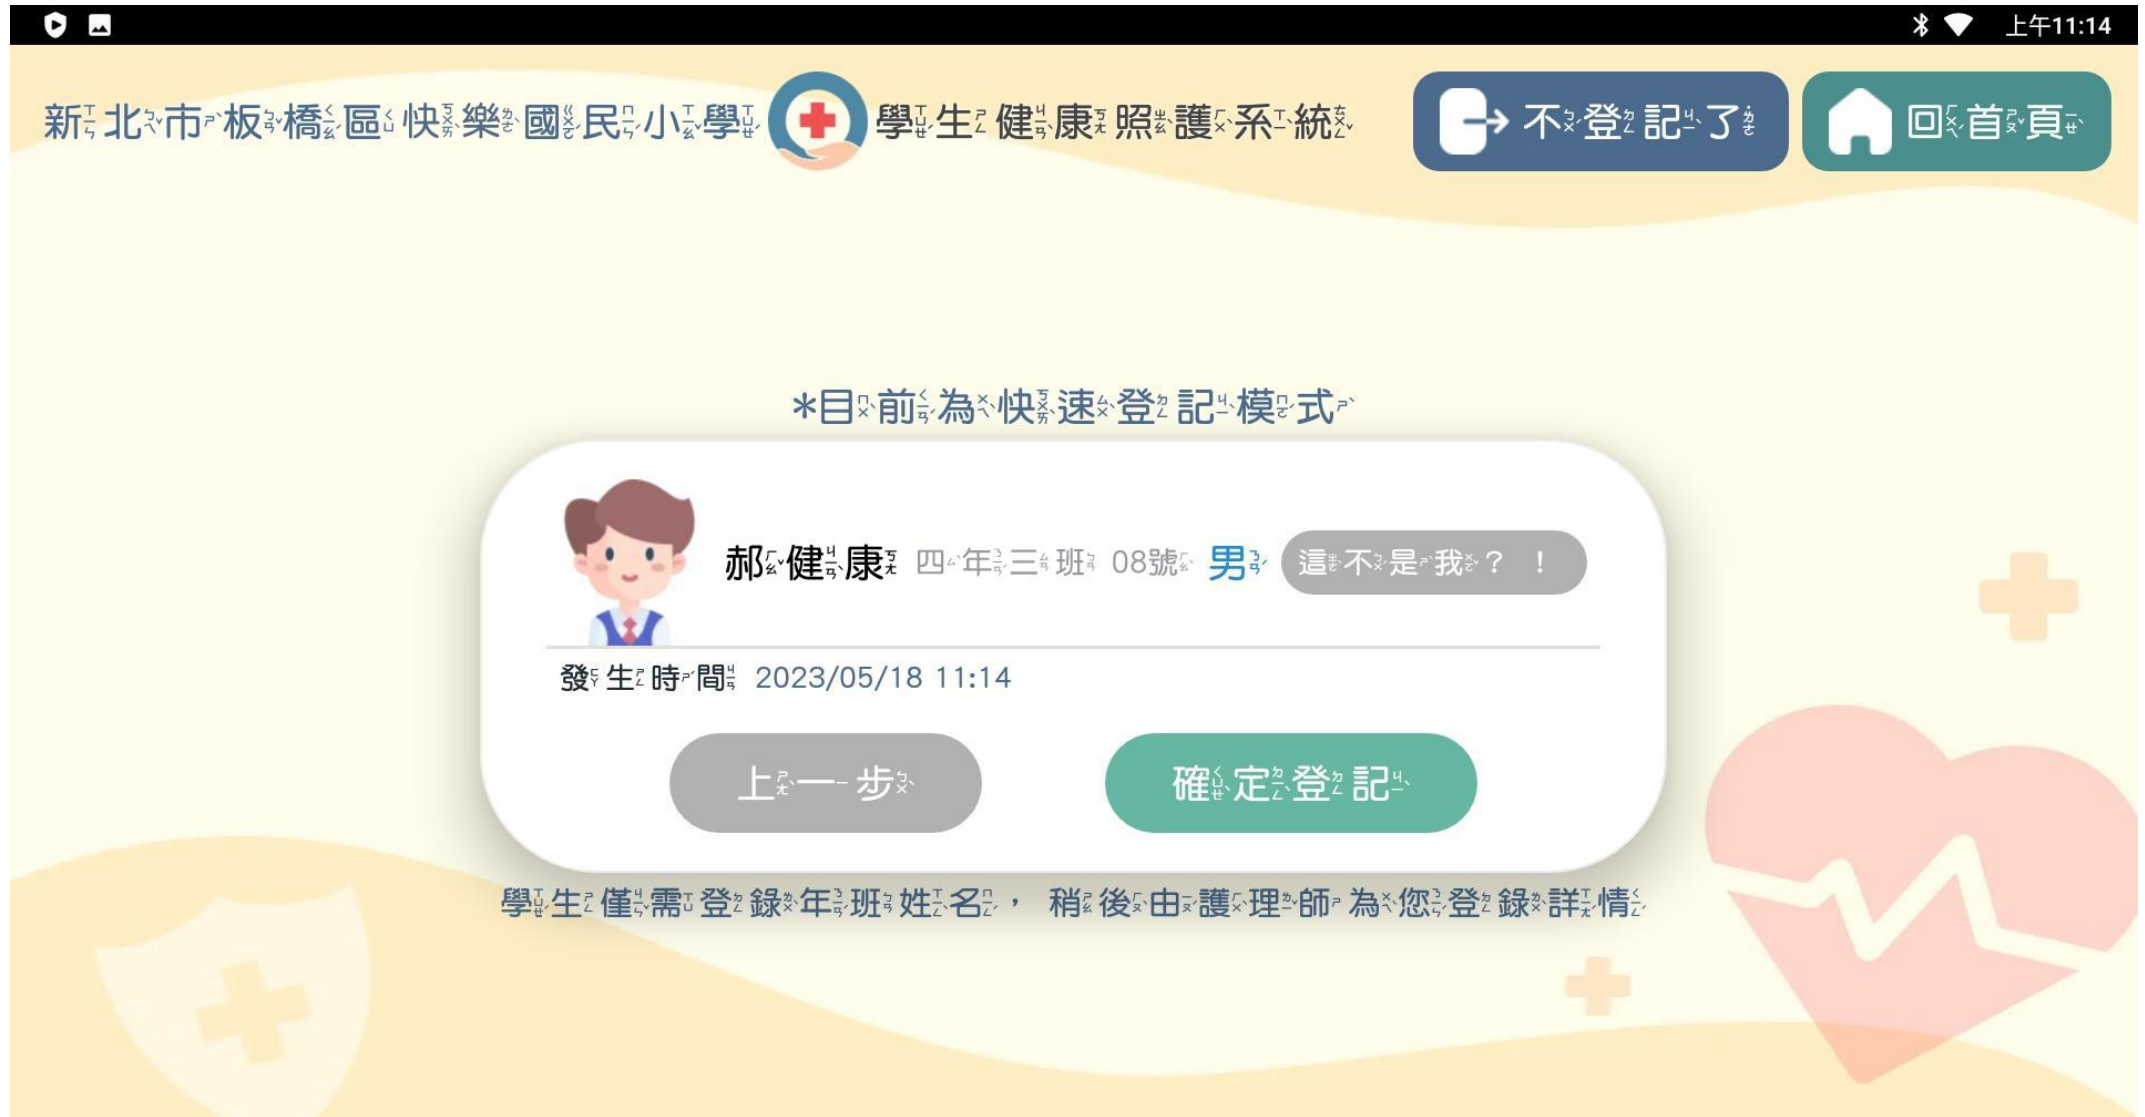 上午11:14
新北市板橋區快樂國民小學 學生健康照護系統
不登記了
回首頁
*目前為快速登記模式
郝健康 四年三班 08號 男 這不是我？！
發生時間 2023/05/18 11:14
上一步
確定登記
學生僅需登錄年班姓名， 稍後由護理師為您登錄詳情